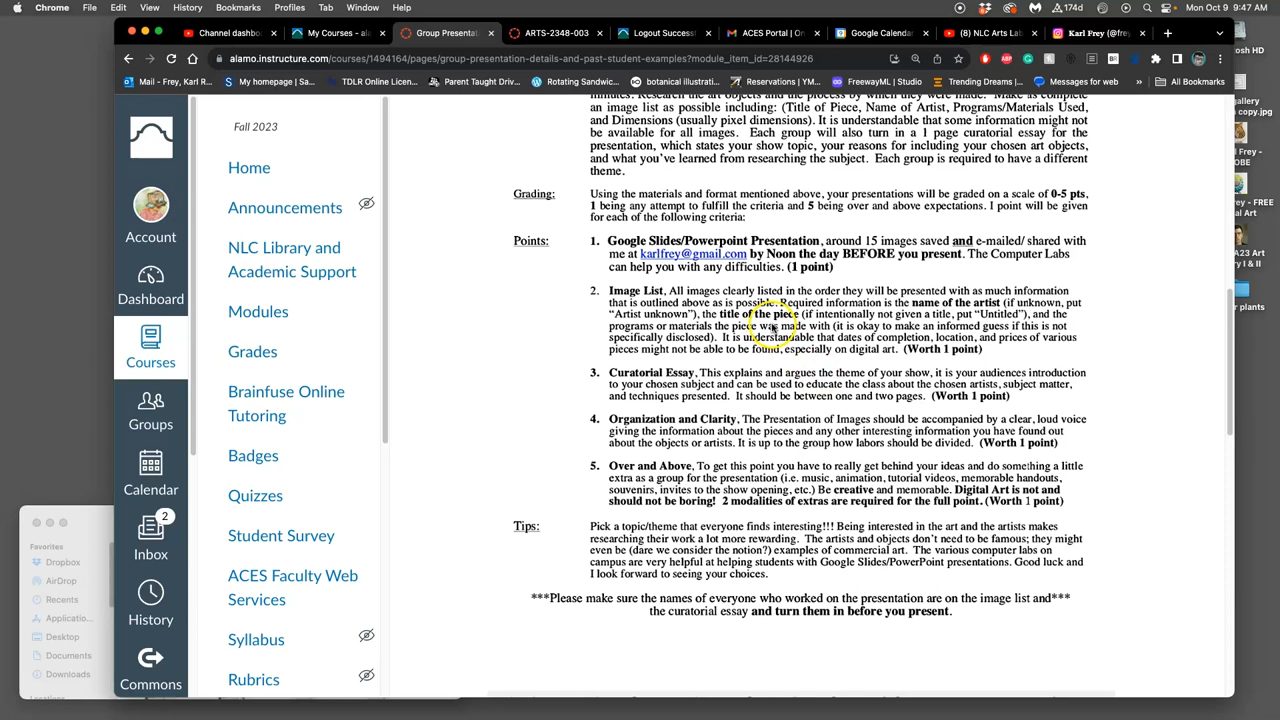 Chrome File Edit View History Bookmarks Profiles Tab Window Help 174d Mon Oct 9 9:47 AM
Channel dashbo My Courses - ala Group Presentat ARTS-2348-003 Logout Successf ACES Portal | On Google Calendar (8) NLC Arts Lab Karl Frey (@frey
alamo.instructure.com/courses/1494164/pages/group-presentation-details-and-past-student-examples?module_item_id=28144926
Mail - Frey, Karl R... My homepage | Sa... TDLR Online Licen... Parent Taught Driv... Rotating Sandwic... botanical illustrati... Reservations | YM... FreewayML | Studio Trending Dreams |... Messages for web » All Bookmarks
Account
Dashboard
Courses
Groups
Calendar
2
Inbox
History
Commons
Fall 2023
Home
Announcements
NLC Library and
Academic Support
Modules
Grades
Brainfuse Online
Tutoring
Badges
Quizzes
Student Survey
ACES Faculty Web
Services
Syllabus
Rubrics
minutes. Research the art objects and the process by which they were made. Make as complete
an image list as possible including: (Title of Piece, Name of Artist, Programs/Materials Used,
and Dimensions (usually pixel dimensions). It is understandable that some information might not
be available for all images. Each group will also turn in a 1 page curatorial essay for the
presentation, which states your show topic, your reasons for including your chosen art objects,
and what you've learned from researching the subject. Each group is required to have a different
theme.
Grading: Using the materials and format mentioned above, your presentations will be graded on a scale of 0-5 pts,
1 being any attempt to fulfill the criteria and 5 being over and above expectations. 1 point will be given
for each of the following criteria:
Points: 1. Google Slides/Powerpoint Presentation, around 15 images saved and e-mailed/ shared with
me at karlfrey@gmail.com by Noon the day BEFORE you present. The Computer Labs
can help you with any difficulties. (1 point)
2. Image List, All images clearly listed in the order they will be presented with as much information
that is outlined above as is possible. Required information is the name of the artist (if unknown, put
“Artist unknown”), the title of the piece (if intentionally not given a title, put “Untitled”), and the
programs or materials the piece was made with (it is okay to make an informed guess if this is not
specifically disclosed). It is understandable that dates of completion, location, and prices of various
pieces might not be able to be found, especially on digital art. (Worth 1 point)
3. Curatorial Essay, This explains and argues the theme of your show, it is your audiences introduction
to your chosen subject and can be used to educate the class about the chosen artists, subject matter,
and techniques presented. It should be between one and two pages. (Worth 1 point)
4. Organization and Clarity, The Presentation of Images should be accompanied by a clear, loud voice
giving the information about the pieces and any other interesting information you have found out
about the objects or artists. It is up to the group how labors should be divided. (Worth 1 point)
5. Over and Above, To get this point you have to really get behind your ideas and do something a little
extra as a group for the presentation (i.e. music, animation, tutorial videos, memorable handouts,
souvenirs, invites to the show opening, etc.) Be creative and memorable. Digital Art is not and
should not be boring! 2 modalities of extras are required for the full point. (Worth 1 point)
Tips: Pick a topic/theme that everyone finds interesting!!! Being interested in the art and the artists makes
researching their work a lot more rewarding. The artists and objects don't need to be famous; they might
even be (dare we consider the notion?) examples of commercial art. The various computer labs on
campus are very helpful at helping students with Google Slides/PowerPoint presentations. Good luck and
I look forward to seeing your choices.
***Please make sure the names of everyone who worked on the presentation are on the image list and***
the curatorial essay and turn them in before you present.
Favorites
Dropbox
AirDrop
Recents
Applicatio...
Desktop
Documents
Downloads